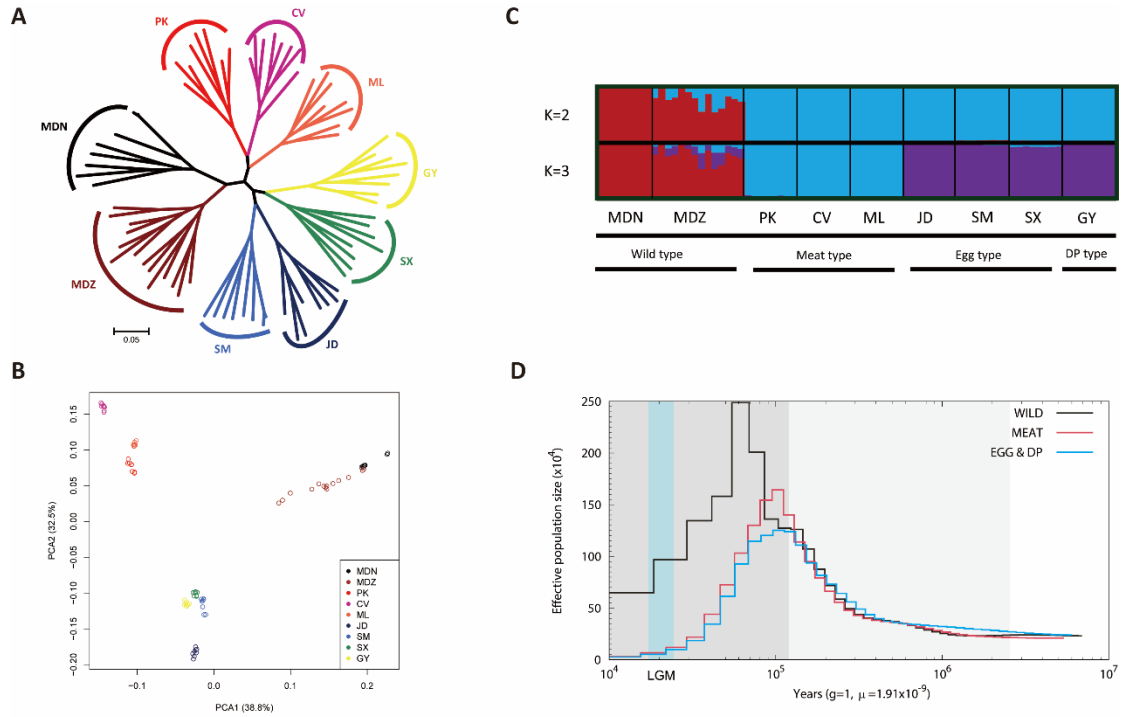 A
PK
CV
ML
MDN
GY
SX
MDZ
SM
JD
0.05
B
PCA2 (32.5%)
0.15
0.10
0.05
0.00
-0.05
-0.10
-0.15
-0.20
MDN
MDZ
PK
CV
ML
JD
SM
SX
GY
-0.1 0.0 0.1 0.2
PCA1 (38.8%)
C
K=2
K=3
MDN MDZ PK CV ML JD SM SX GY
Wild type Meat type Egg type DP type
D
Effective population size (x10⁴)
250
200
150
100
50
0
WILD
MEAT
EGG & DP
10⁴ 10⁵ 10⁶ 10⁷
LGM
Years (g=1, μ=1.91x10⁻⁹)